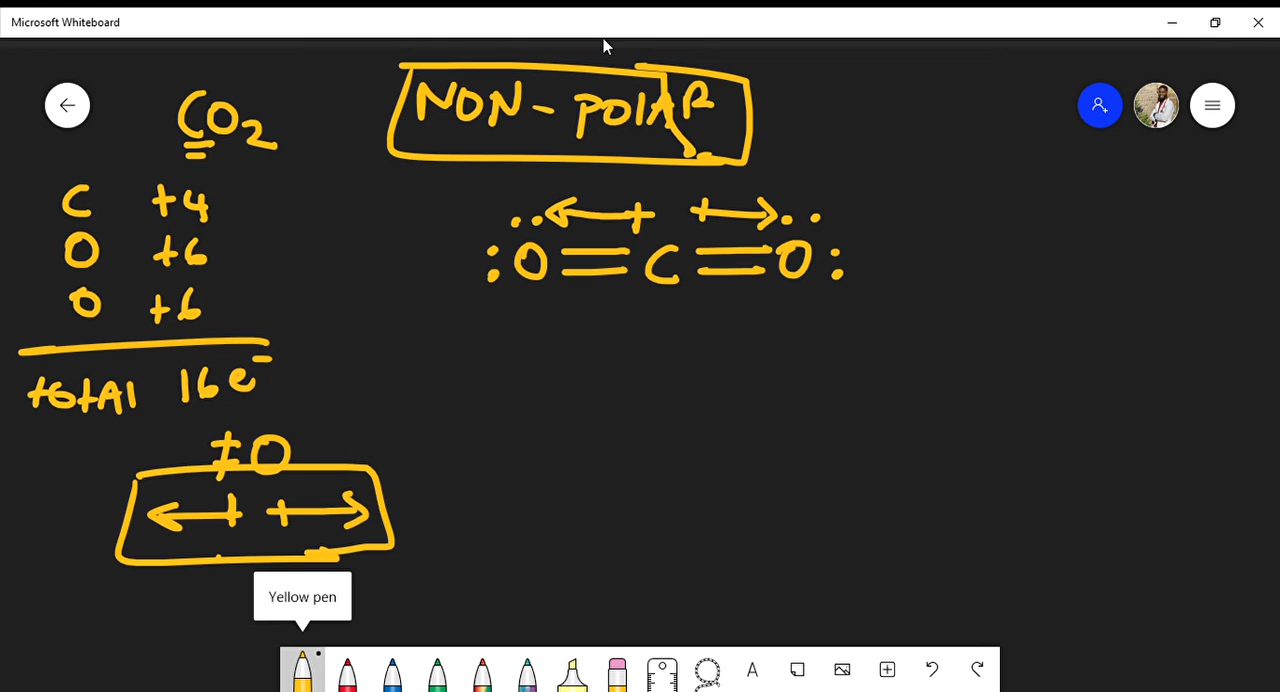 Microsoft Whiteboard
CO2
NON-POlAR
C +4
O +6
O +6
total 16e⁻
≠0
:O=C=O:
Yellow pen
A